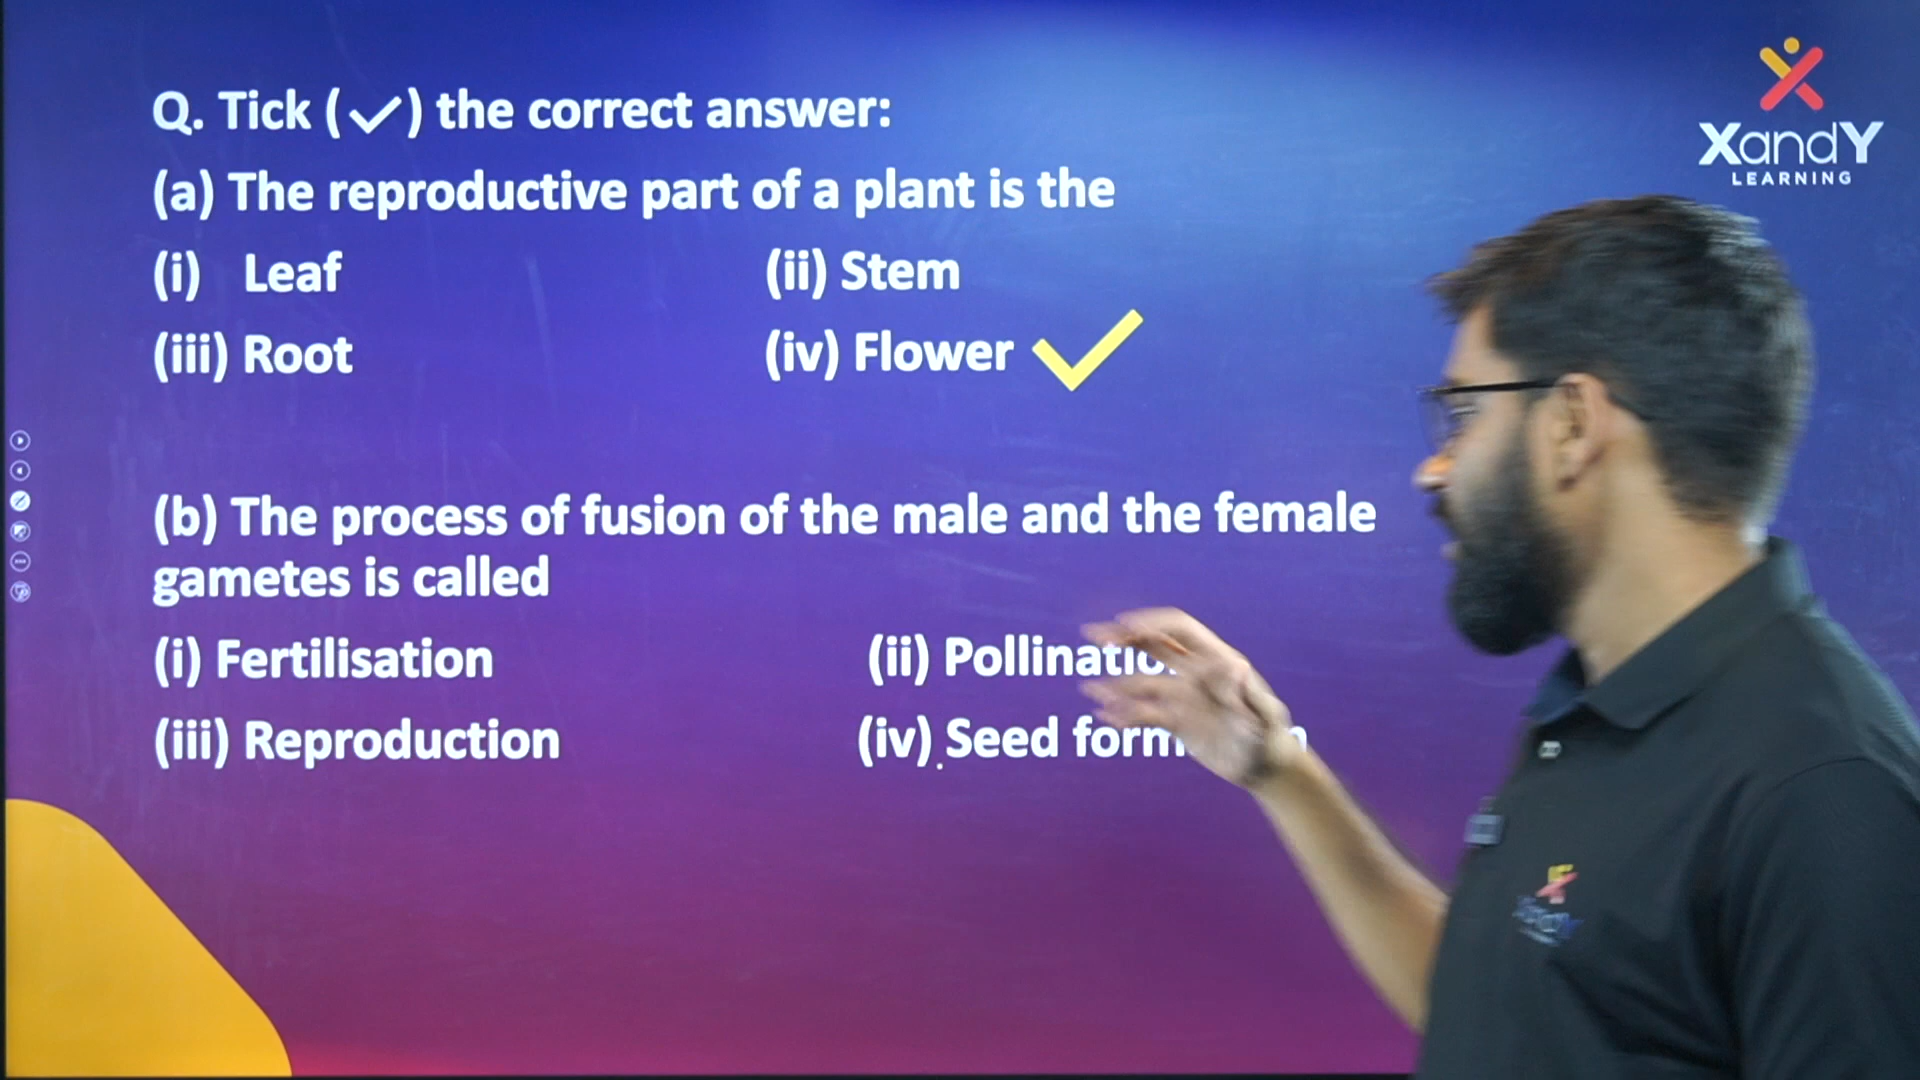 Q. Tick (✓) the correct answer:
(a) The reproductive part of a plant is the
(i) Leaf (ii) Stem
(iii) Root (iv) Flower ✓
(b) The process of fusion of the male and the female
gametes is called
(i) Fertilisation (ii)
(iii) Reproduction (iv) Seed
XandY
LEARNING